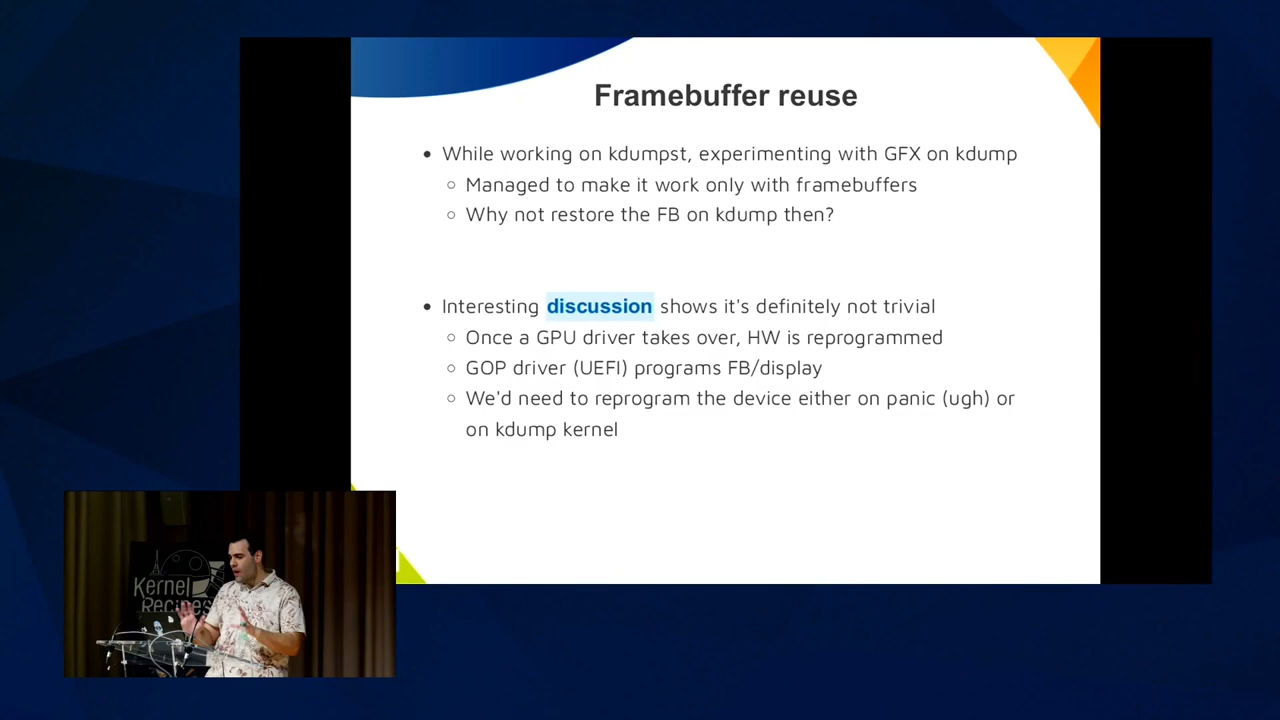 Framebuffer reuse
• While working on kdumpst, experimenting with GFX on kdump
○ Managed to make it work only with framebuffers
○ Why not restore the FB on kdump then?
• Interesting discussion shows it's definitely not trivial
○ Once a GPU driver takes over, HW is reprogrammed
○ GOP driver (UEFI) programs FB/display
○ We'd need to reprogram the device either on panic (ugh) or
on kdump kernel
Kernel
Recipes